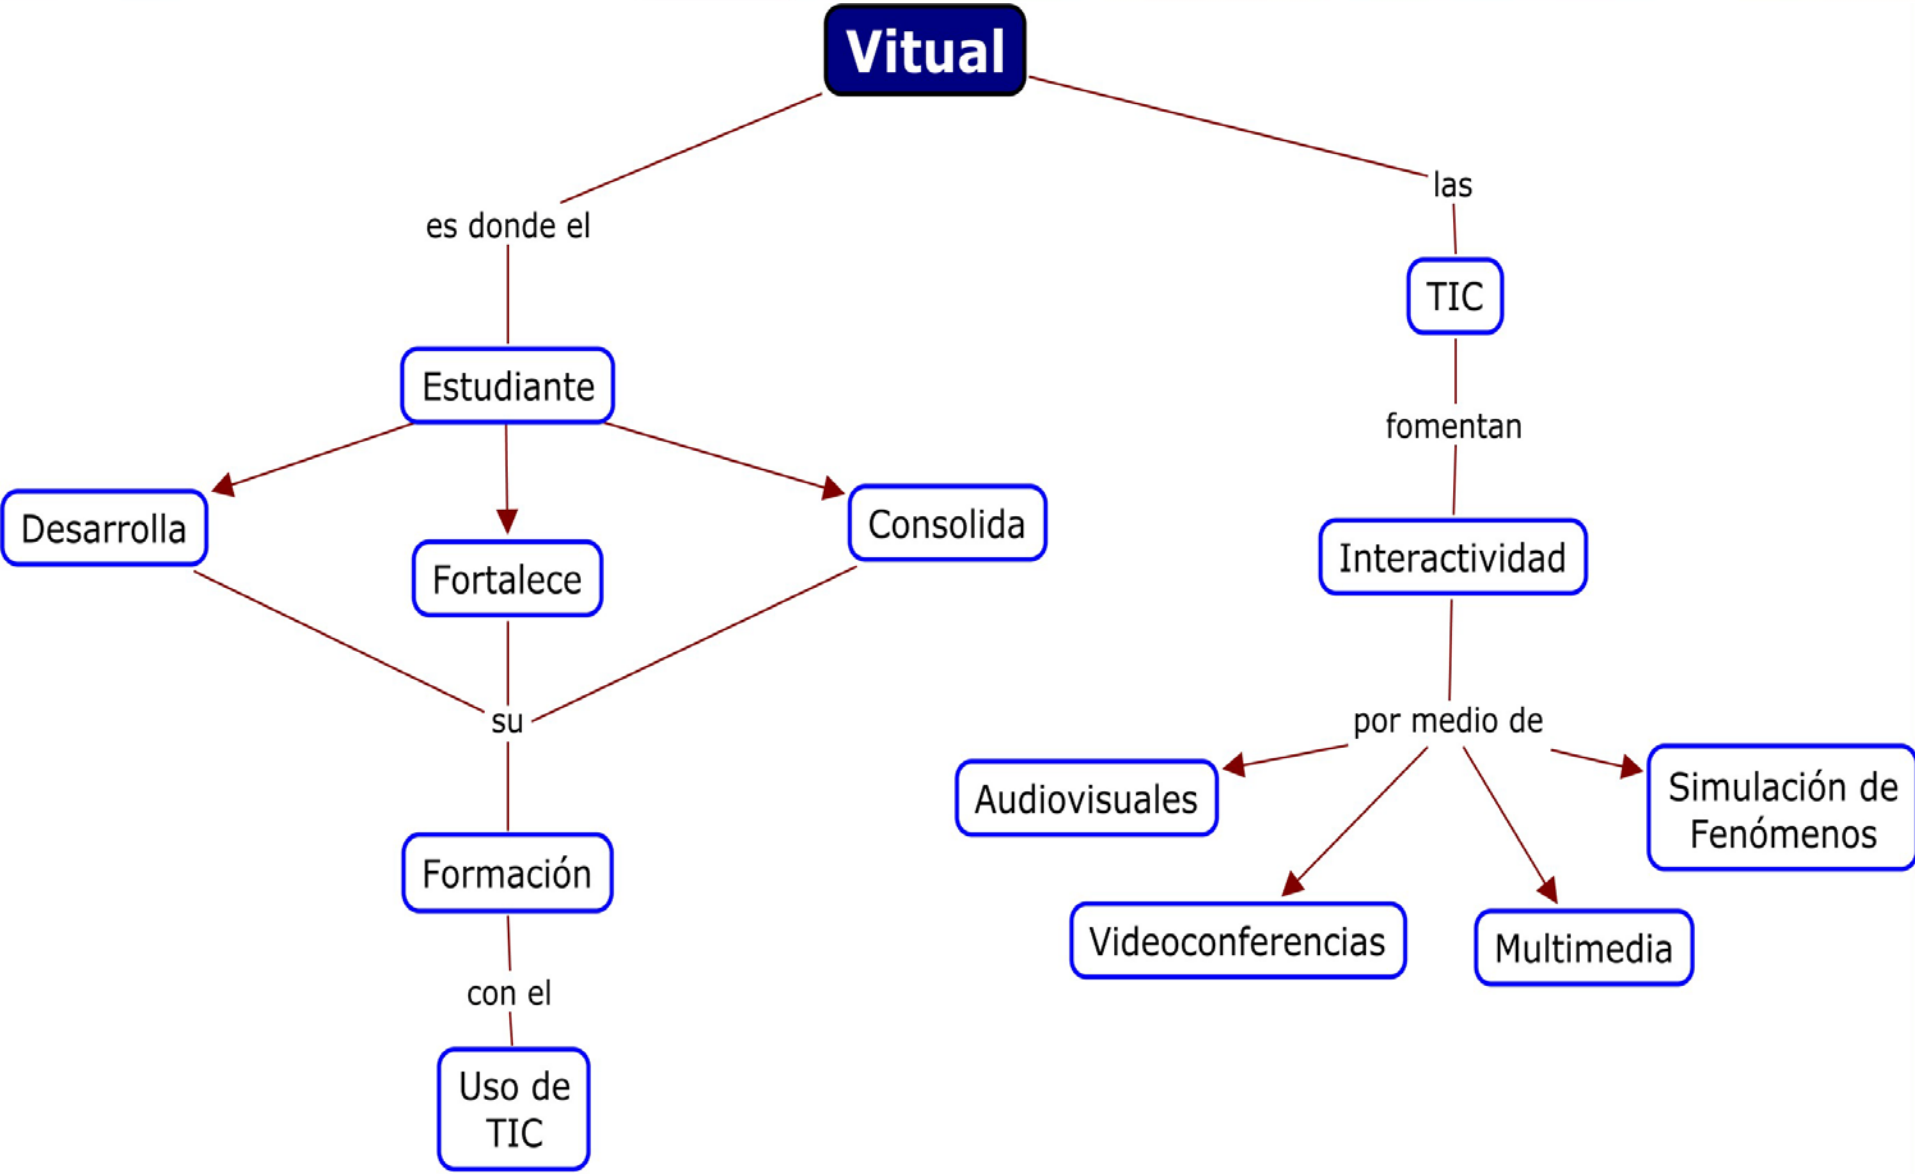 Vitual
es donde el
las
TIC
Estudiante
fomentan
Desarrolla
Fortalece
Consolida
Interactividad
su
por medio de
Audiovisuales
Simulación de
Fenómenos
Formación
Videoconferencias
Multimedia
con el
Uso de
TIC